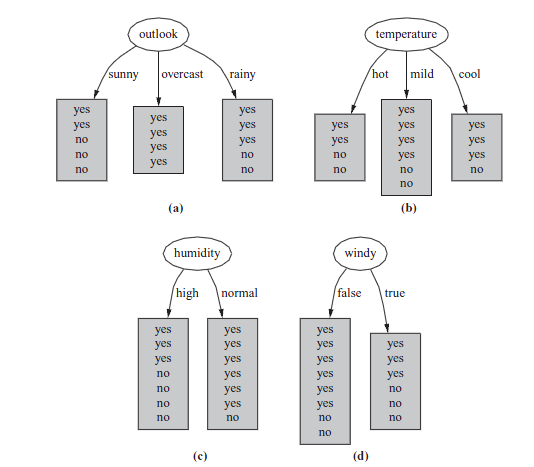 outlook
sunny overcast rainy
yes
yes
no
no
no
yes
yes
yes
yes
yes
yes
yes
no
no
(a)
temperature
hot mild cool
yes
yes
no
no
yes
yes
yes
yes
no
no
yes
yes
yes
no
(b)
humidity
high normal
yes
yes
yes
no
no
no
no
yes
yes
yes
yes
yes
yes
no
(c)
windy
false true
yes
yes
yes
yes
yes
yes
no
no
yes
yes
yes
no
no
no
(d)